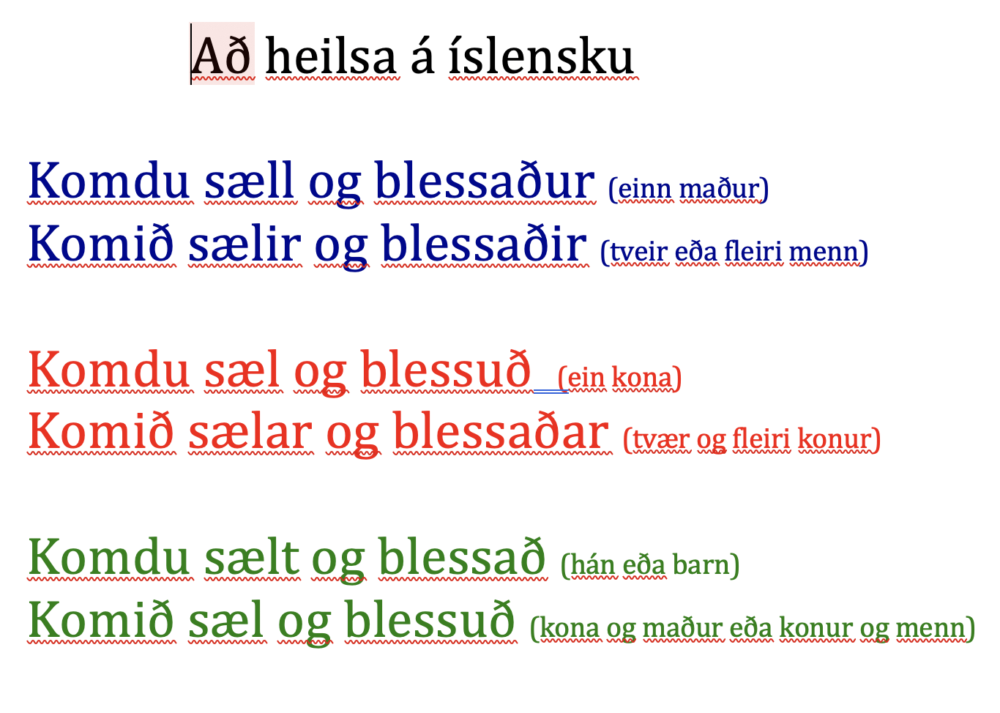 Að heilsa á íslensku
Komdu sæll og blessaður (einn maður)
Komið sælir og blessaðir (tveir eða fleiri menn)
Komdu sæl og blessuð (ein kona)
Komið sælar og blessaðar (tvær og fleiri konur)
Komdu sælt og blessað (hán eða barn)
Komið sæl og blessuð (kona og maður eða konur og menn)